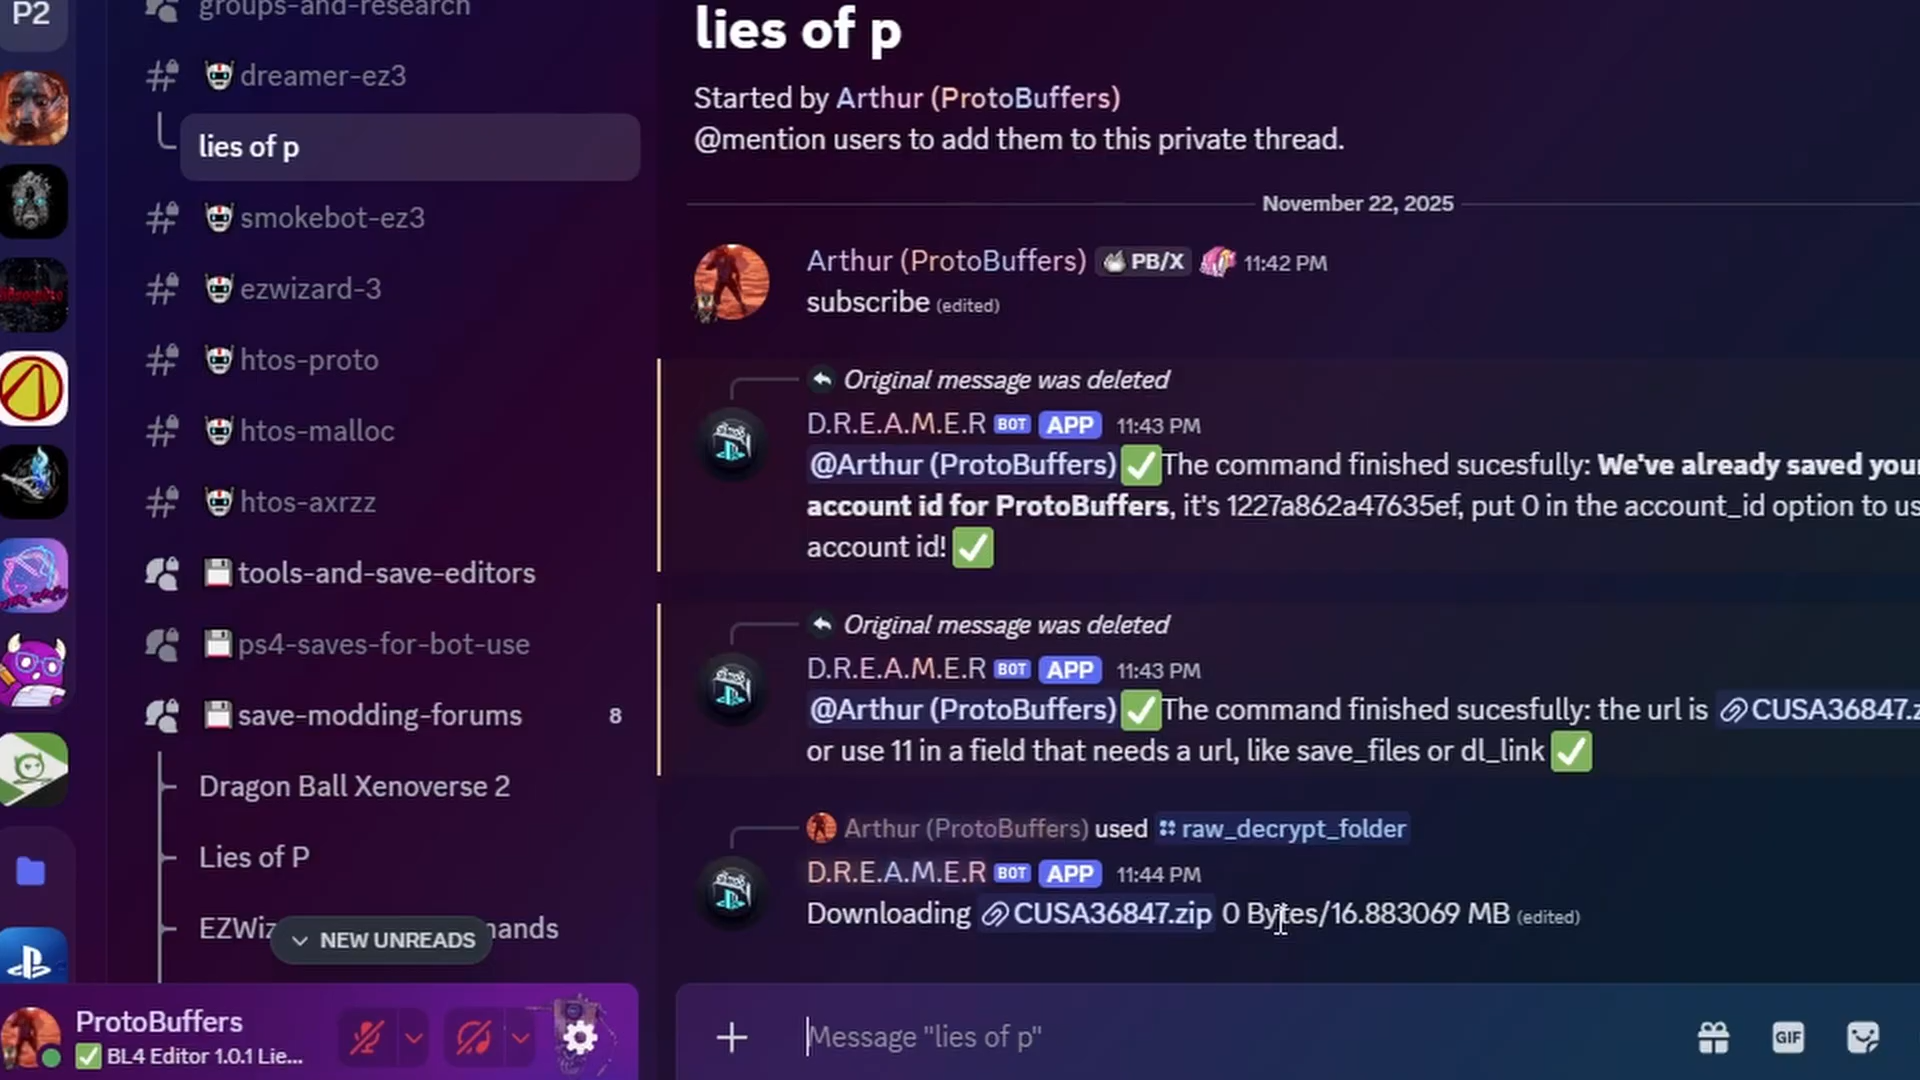 P2
groups-and-research
dreamer-ez3
lies of p
smokebot-ez3
ezwizard-3
htos-proto
htos-malloc
htos-axrzz
tools-and-save-editors
ps4-saves-for-bot-use
save-modding-forums 8
Dragon Ball Xenoverse 2
Lies of P
EZWiz
ands
NEW UNREADS
ProtoBuffers
BL4 Editor 1.0.1 Lie...
lies of p
Started by Arthur (ProtoBuffers)
@mention users to add them to this private thread.
November 22, 2025
Arthur (ProtoBuffers) PB/X 11:42 PM
subscribe (edited)
Original message was deleted
D.R.E.A.M.E.R BOT APP 11:43 PM
@Arthur (ProtoBuffers) ✅The command finished sucesfully: We've already saved your
account id for ProtoBuffers, it's 1227a862a47635ef, put 0 in the account_id option to us
account id! ✅
Original message was deleted
D.R.E.A.M.E.R BOT APP 11:43 PM
@Arthur (ProtoBuffers) ✅The command finished sucesfully: the url is CUSA36847.z
or use 11 in a field that needs a url, like save_files or dl_link ✅
Arthur (ProtoBuffers) used raw_decrypt_folder
D.R.E.A.M.E.R BOT APP 11:44 PM
Downloading CUSA36847.zip 0 Bytes/16.883069 MB (edited)
Message "lies of p"
GIF